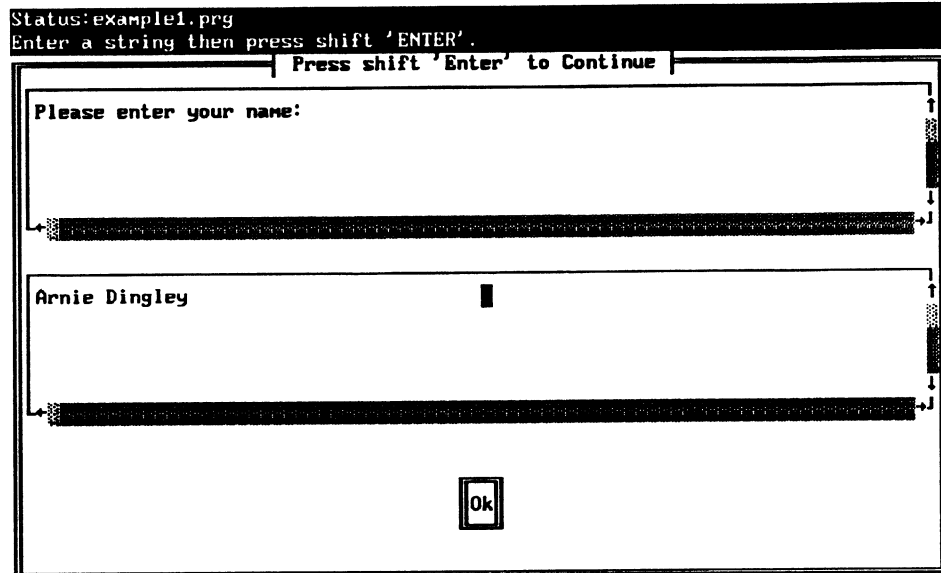 Status:example1.prg
Enter a string then press shift 'ENTER'.
Press shift 'Enter' to Continue
Please enter your name:
Arnie Dingley
Ok